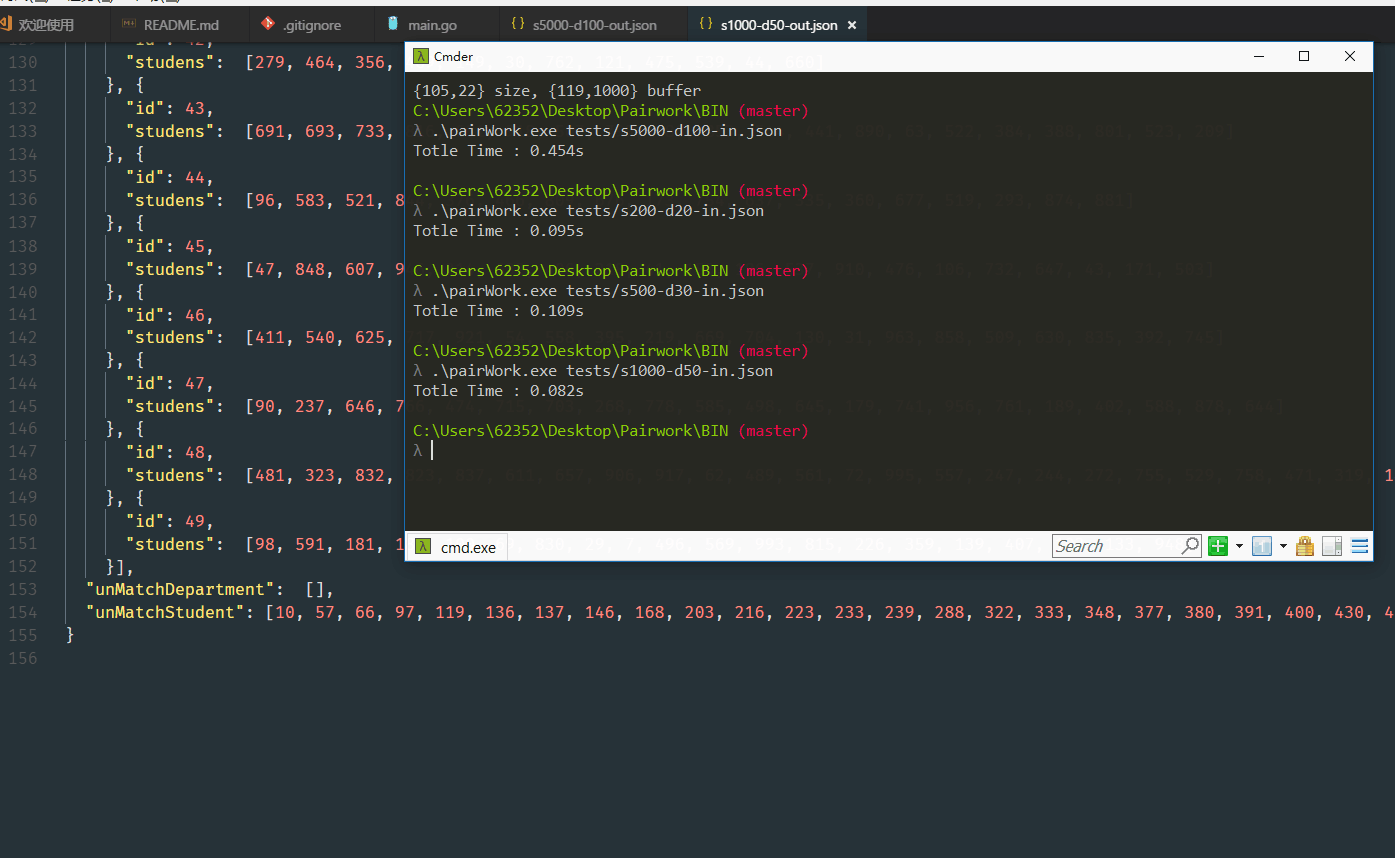 欢迎使用 README.md .gitignore main.go s5000-d100-out.json s1000-d50-out.json
130 "studens": [279, 464, 356,
131 }, {
132 "id": 43,
133 "studens": [691, 693, 733,
134 }, {
135 "id": 44,
136 "studens": [96, 583, 521, 8
137 }, {
138 "id": 45,
139 "studens": [47, 848, 607, 9
140 }, {
141 "id": 46,
142 "studens": [411, 540, 625,
143 }, {
144 "id": 47,
145 "studens": [90, 237, 646, 7
146 }, {
147 "id": 48,
148 "studens": [481, 323, 832,
149 }, {
150 "id": 49,
151 "studens": [98, 591, 181, 1
152 }],
153 "unMatchDepartment": [],
154 "unMatchStudent": [10, 57, 66, 97, 119, 136, 137, 146, 168, 203, 216, 223, 233, 239, 288, 322, 333, 348, 377, 380, 391, 400, 430, 4
155 }
156
λ Cmder
{105,22} size, {119,1000} buffer
C:\Users\62352\Desktop\Pairwork\BIN (master)
λ .\pairWork.exe tests/s5000-d100-in.json
Totle Time : 0.454s
C:\Users\62352\Desktop\Pairwork\BIN (master)
λ .\pairWork.exe tests/s200-d20-in.json
Totle Time : 0.095s
C:\Users\62352\Desktop\Pairwork\BIN (master)
λ .\pairWork.exe tests/s500-d30-in.json
Totle Time : 0.109s
C:\Users\62352\Desktop\Pairwork\BIN (master)
λ .\pairWork.exe tests/s1000-d50-in.json
Totle Time : 0.082s
C:\Users\62352\Desktop\Pairwork\BIN (master)
λ
λ cmd.exe
Search